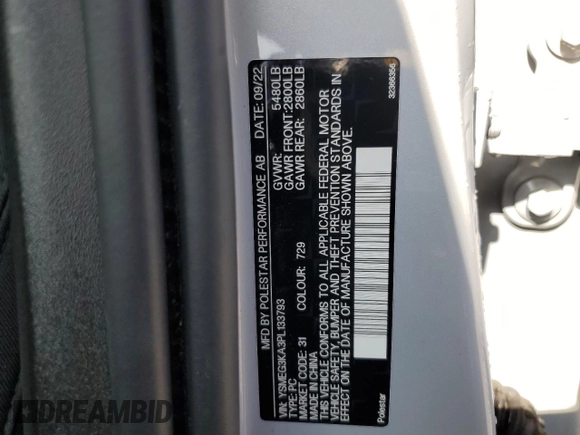 MFD BY POLESTAR PERFORMANCE AB DATE: 09/22
GVWR: 5480LB
GAWR FRONT:2800LB
GAWR REAR: 2860LB
VIN: YSMEG3KA3PL133793
TYPE: PC
MARKET CODE: 31 COLOUR: 729
MADE IN CHINA
THIS VEHICLE CONFORMS TO ALL APPLICABLE FEDERAL MOTOR
VEHICLE SAFETY, BUMPER AND THEFT PREVENTION STANDARDS IN
EFFECT ON THE DATE OF MANUFACTURE SHOWN ABOVE.
Polestar 32366356
DREAMBID